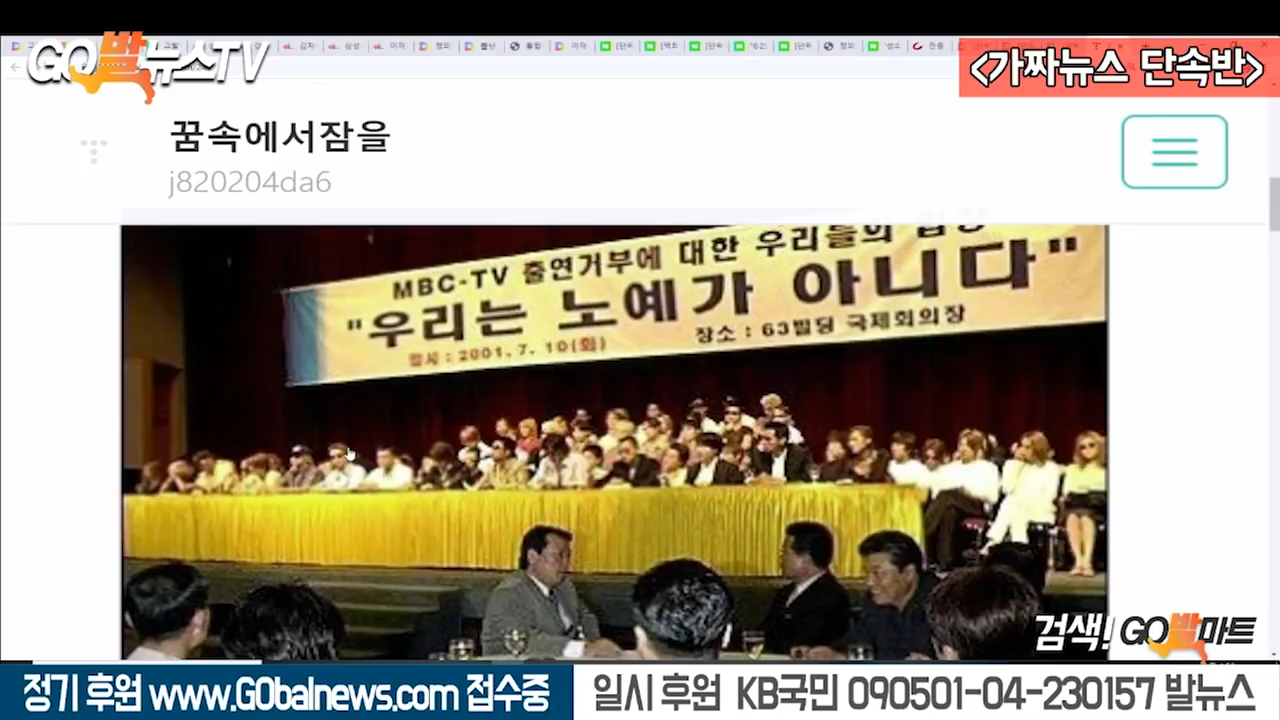 GO발뉴스TV
<가짜뉴스 단속반>
꿈속에서잠을
j820204da6
MBC-TV 출연거부에 대한 우리들의 입장
"우리는 노예가 아니다"
일시 : 2001. 7. 10(화)
장소 : 63빌딩 국제회의장
검색! GO발마트
정기 후원 www.GObalnews.com 접수중
일시 후원 KB국민 090501-04-230157 발뉴스